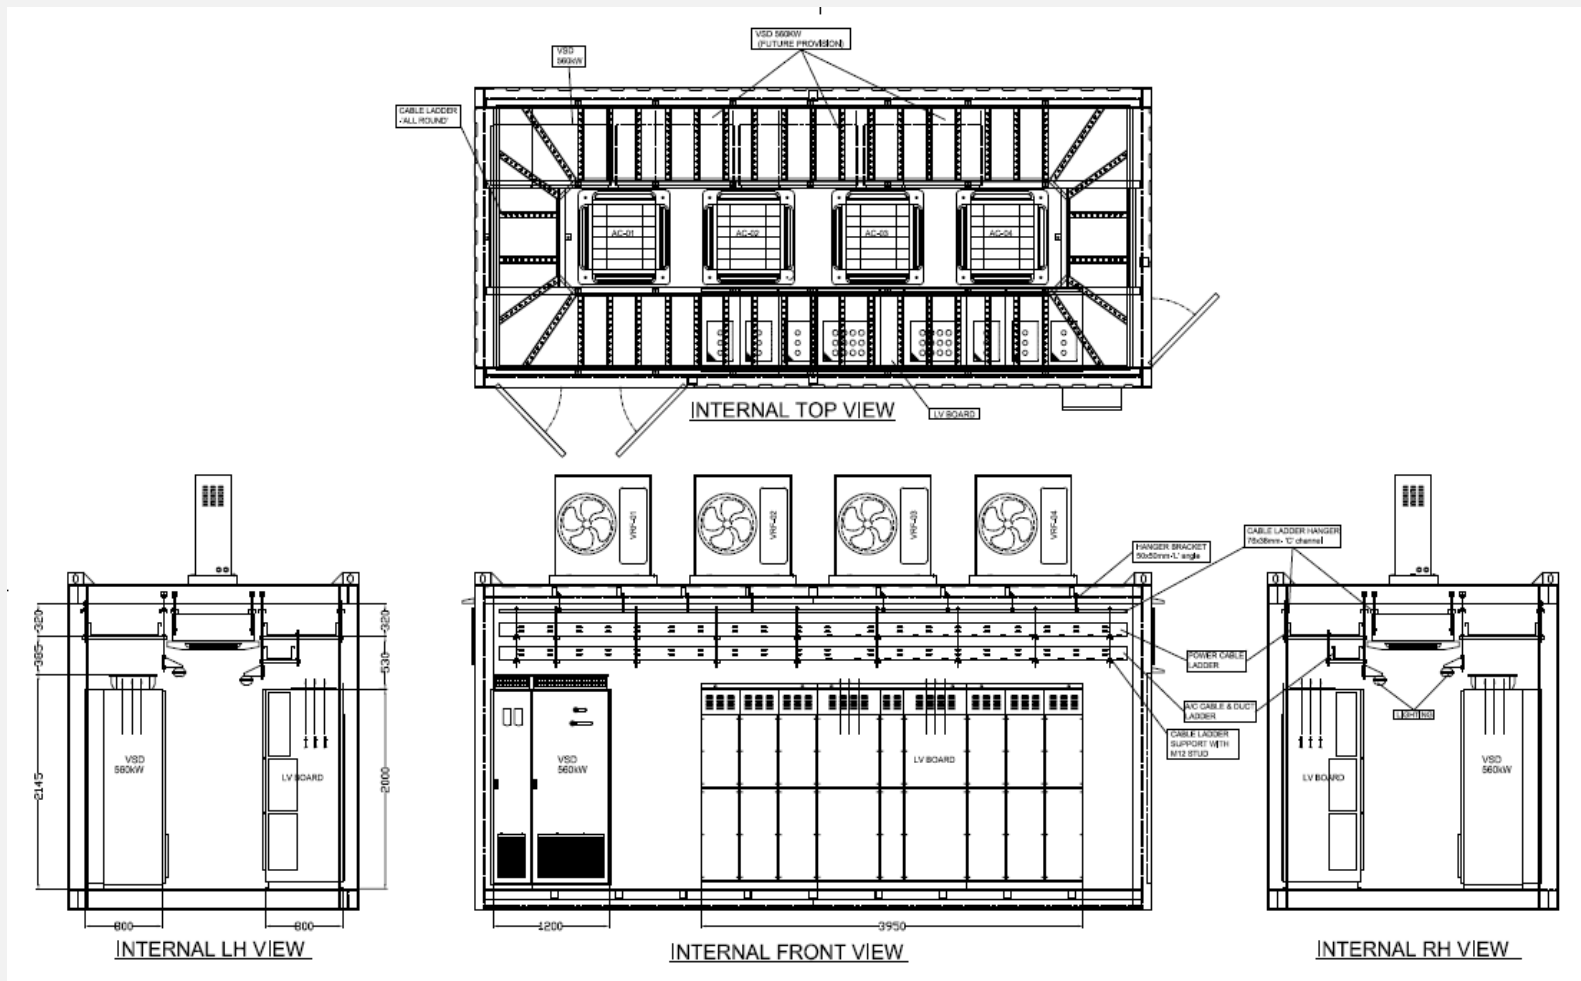 VSD 560KW
(FUTURE PROVISION)
VSD
560kW
CABLE LADDER
-'ALL ROUND'
AC-01
AC-02
AC-03
AC-04
INTERNAL TOP VIEW
LV BOARD
VRF-01
VRF-02
VRF-03
VRF-04
HANGER BRACKET
50x50mm-'L' angle
CABLE LADDER HANGER
76x38mm- 'C' channel
POWER CABLE
LADDER
A/C CABLE & DUCT
LADDER
CABLE LADDER
SUPPORT WITH
M12 STUD
LIGHTING
320
385
2145
320
530
2000
VSD
560kW
LV BOARD
800
800
INTERNAL LH VIEW
VSD
560kW
LV BOARD
1200
3950
INTERNAL FRONT VIEW
LV BOARD
VSD
560kW
INTERNAL RH VIEW